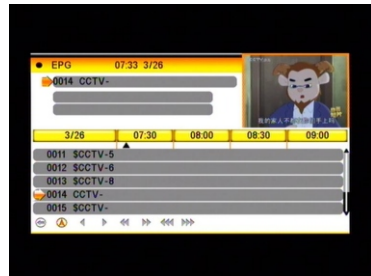 EPG 07:33 3/26
0014 CCTV-
3/26 07:30 08:00 08:30 09:00
0011 $CCTV-5
0012 $CCTV-6
0013 $CCTV-8
0014 CCTV-
0015 $CCTV-